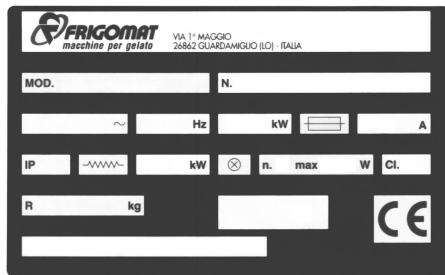 FRIGOMAT
macchine per gelato
VIA 1° MAGGIO
26862 GUARDAMIGLIO (LO) - ITALIA
MOD. N.
~ Hz kW A
IP kW n. max W Cl.
R kg
CE